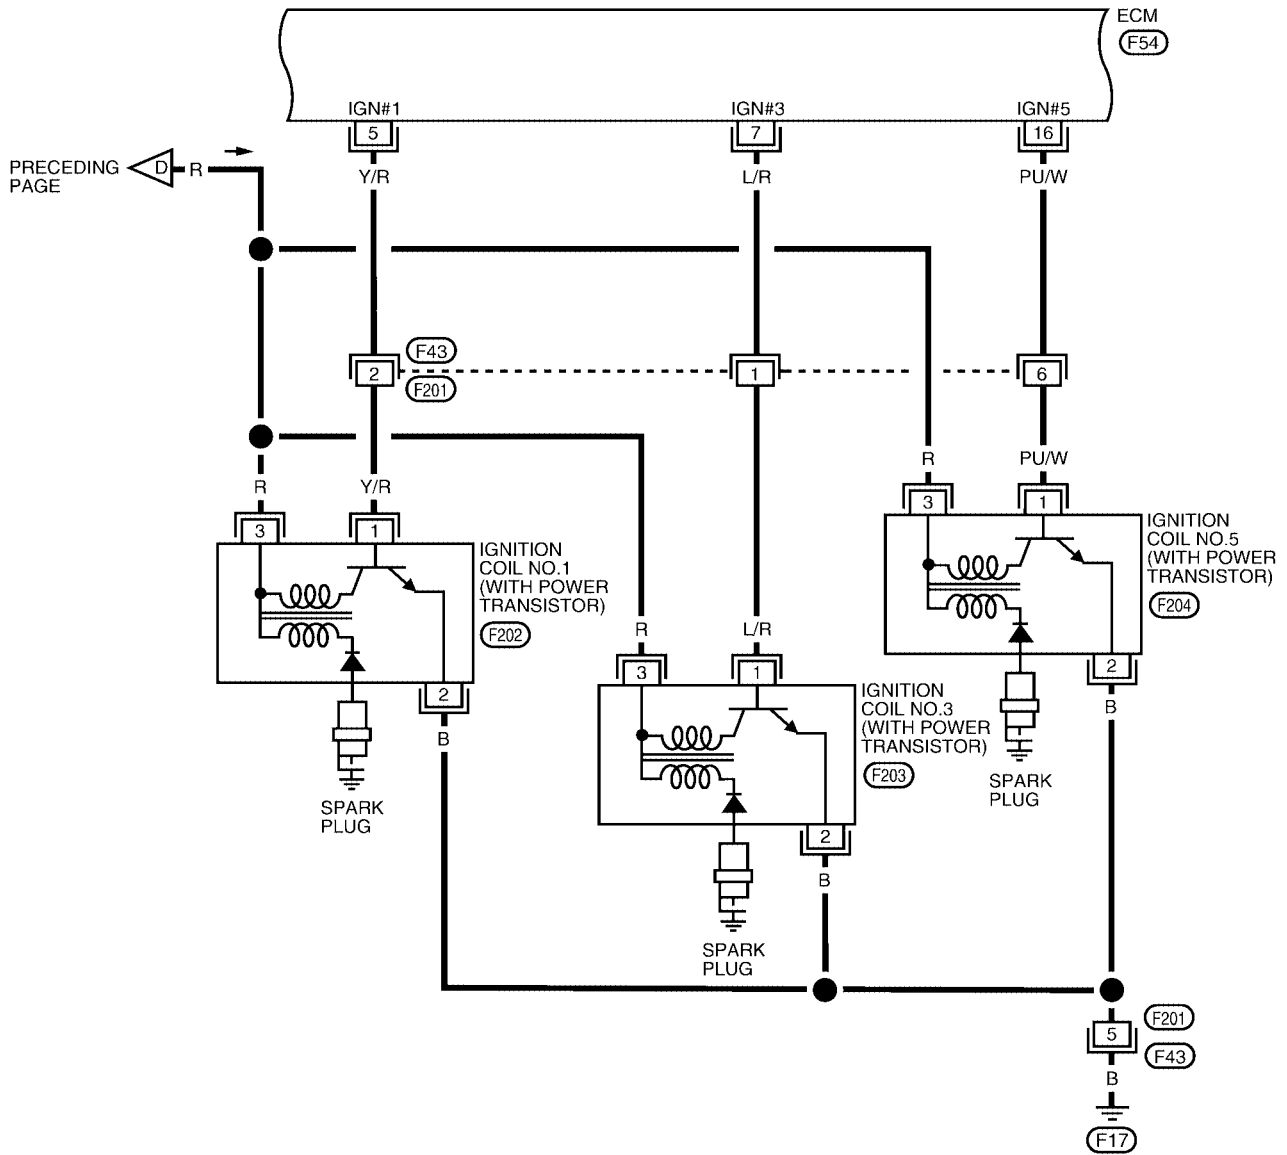 ECM
F54
IGN#1
IGN#3
IGN#5
5
7
16
PRECEDING
PAGE
D
R
Y/R
L/R
PU/W
F43
2
1
6
F201
R
PU/W
R
Y/R
3
1
3
1
IGNITION
COIL NO.1
(WITH POWER
TRANSISTOR)
F202
IGNITION
COIL NO.5
(WITH POWER
TRANSISTOR)
F204
R
L/R
3
1
2
B
SPARK
PLUG
IGNITION
COIL NO.3
(WITH POWER
TRANSISTOR)
F203
2
B
SPARK
PLUG
2
B
SPARK
PLUG
F201
5
F43
B
F17